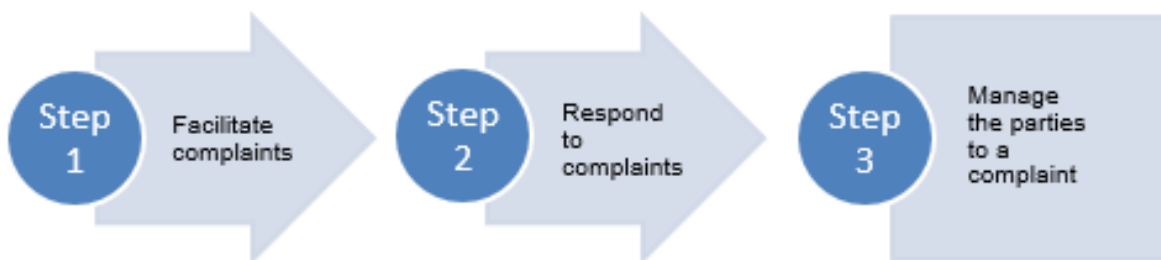 Step
1
Facilitate
complaints
Step
2
Respond
to
complaints
Step
3
Manage
the parties
to a
complaint